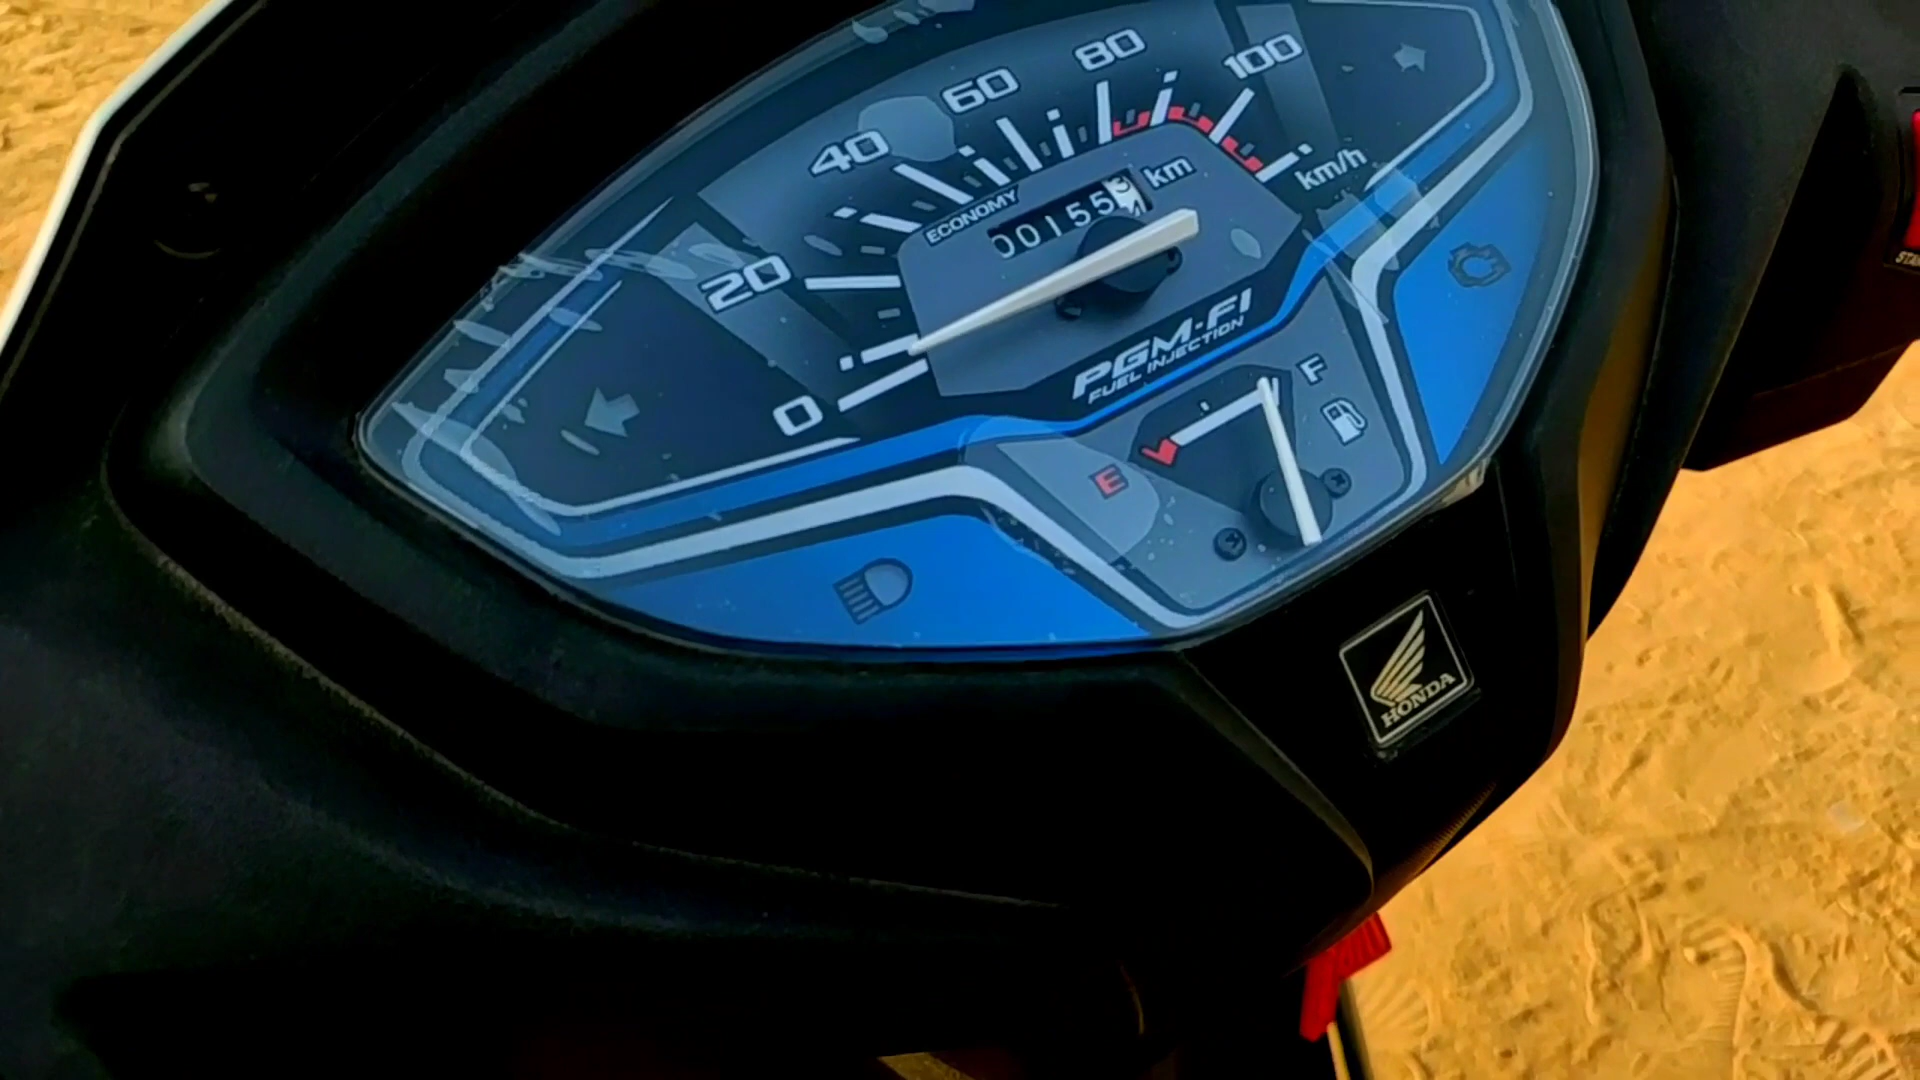 0
20
40
60
80
100
km/h
ECONOMY
00155
km
PGM-FI
FUEL INJECTION
E
F
HONDA